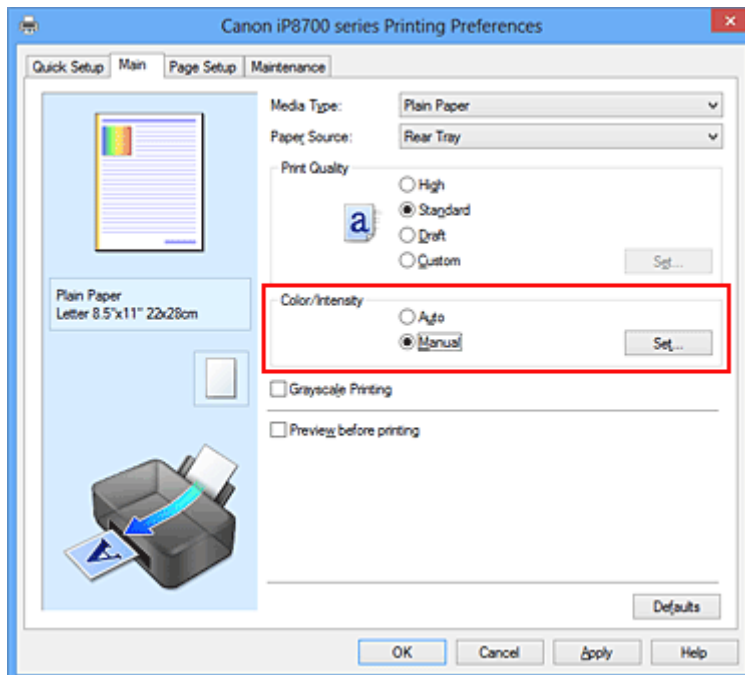 Canon iP8700 series Printing Preferences
Quick Setup Main Page Setup Maintenance
Media Type: Plain Paper
Paper Source: Rear Tray
Print Quality
High
a Standard
Draft
Custom Set...
Plain Paper
Letter 8.5"x11" 22x28cm
Color/Intensity
Auto
Manual Set...
Grayscale Printing
Preview before printing
A
Defaults
OK Cancel Apply Help